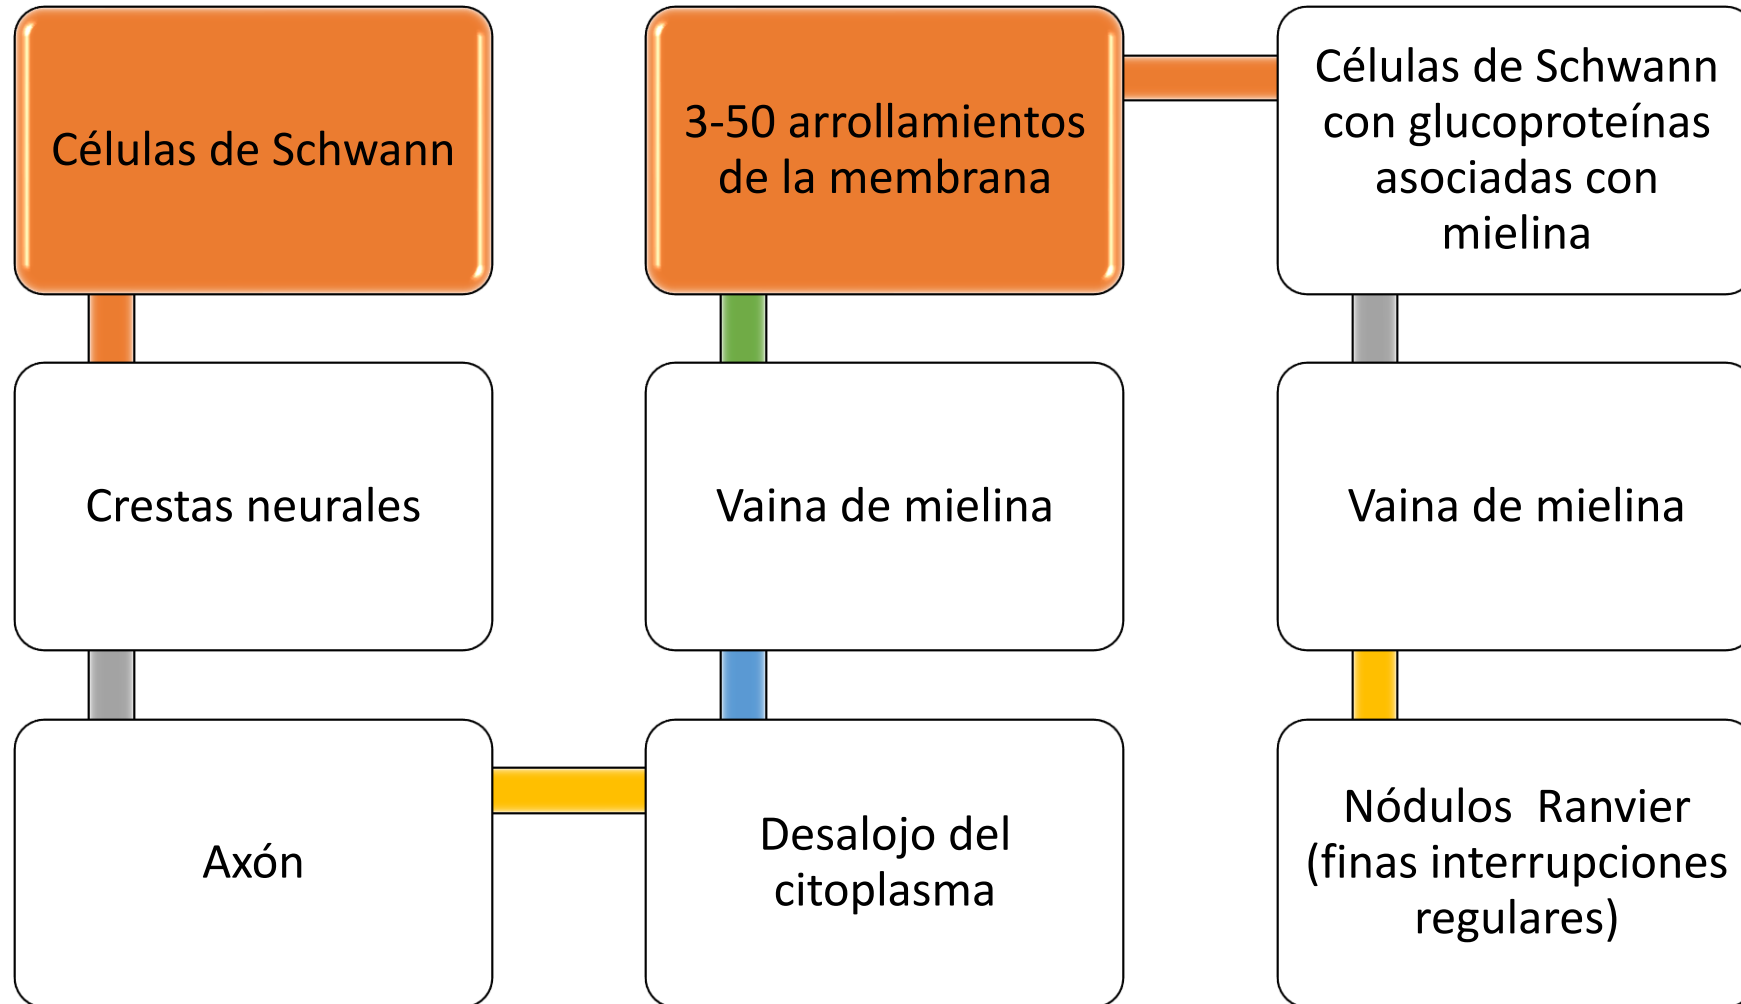 Células de Schwann
Crestas neurales
Axón
Desalojo del
citoplasma
Vaina de mielina
3-50 arrollamientos
de la membrana
Células de Schwann
con glucoproteínas
asociadas con
mielina
Vaina de mielina
Nódulos  Ranvier
(finas interrupciones
regulares)